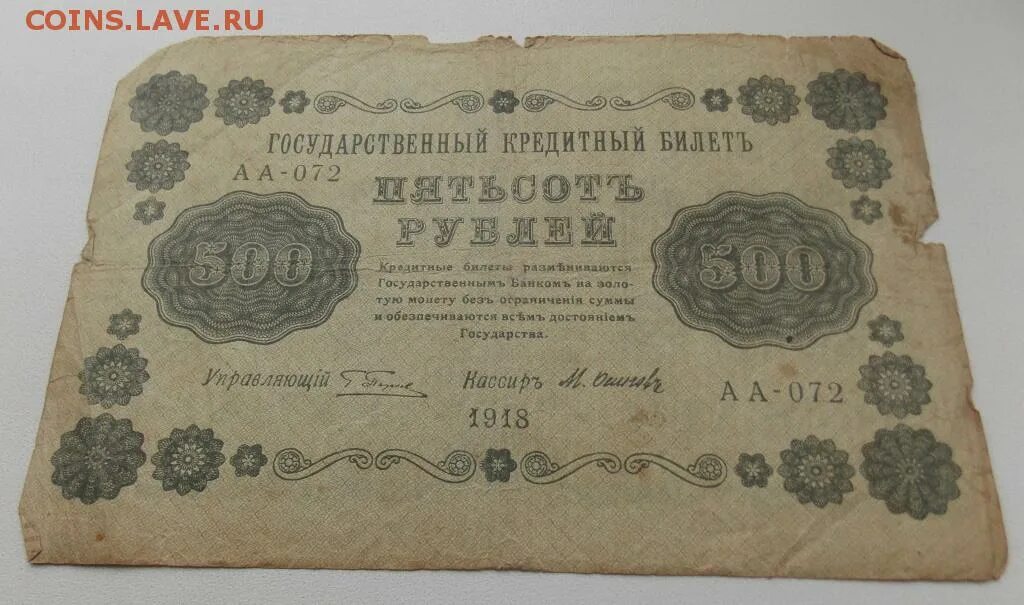 COINS.LAVE.RU
ГОСУДАРСТВЕННЫЙ КРЕДИТНЫЙ БИЛЕТЪ
АА-072
ПЯТЬСОТЪ
РУБЛЕЙ
500
500
Кредитные билеты размѣниваются
Государственнымъ Банкомъ на золо-
тую монету безъ ограниченія суммы
и обезпечиваются всѣмъ достояніемъ
Государства.
Управляющій
Кассиръ М. Осиповъ
АА-072
1918